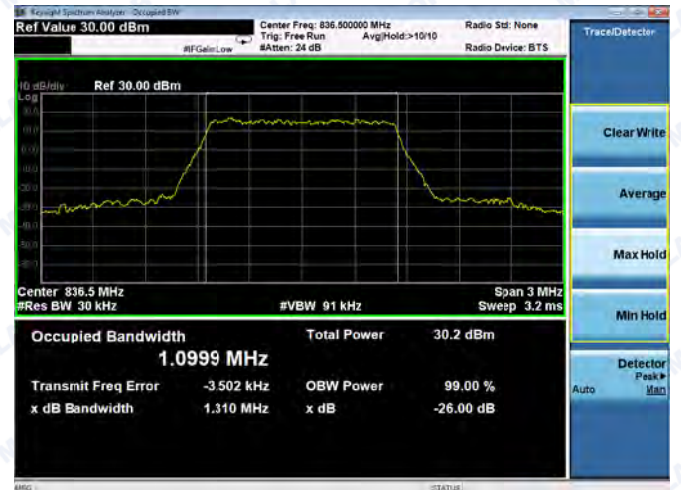 Keysight Spectrum Analyzer - Occupied BW
Ref Value 30.00 dBm
Center Freq: 836.500000 MHz
Radio Std: None
Trig: Free Run
Avg|Hold:>10/10
#IFGain:Low
#Atten: 24 dB
Radio Device: BTS
Trace/Detector
10 dB/div
Ref 30.00 dBm
Log
Clear Write
Average
Max Hold
Min Hold
Center 836.5 MHz
Span 3 MHz
#Res BW 30 kHz
#VBW 91 kHz
Sweep 3.2 ms
Occupied Bandwidth
Total Power
30.2 dBm
1.0999 MHz
Transmit Freq Error
-3.502 kHz
OBW Power
99.00 %
x dB Bandwidth
1.310 MHz
x dB
-26.00 dB
Detector
Peak▶
Auto
Man
MSG
STATUS